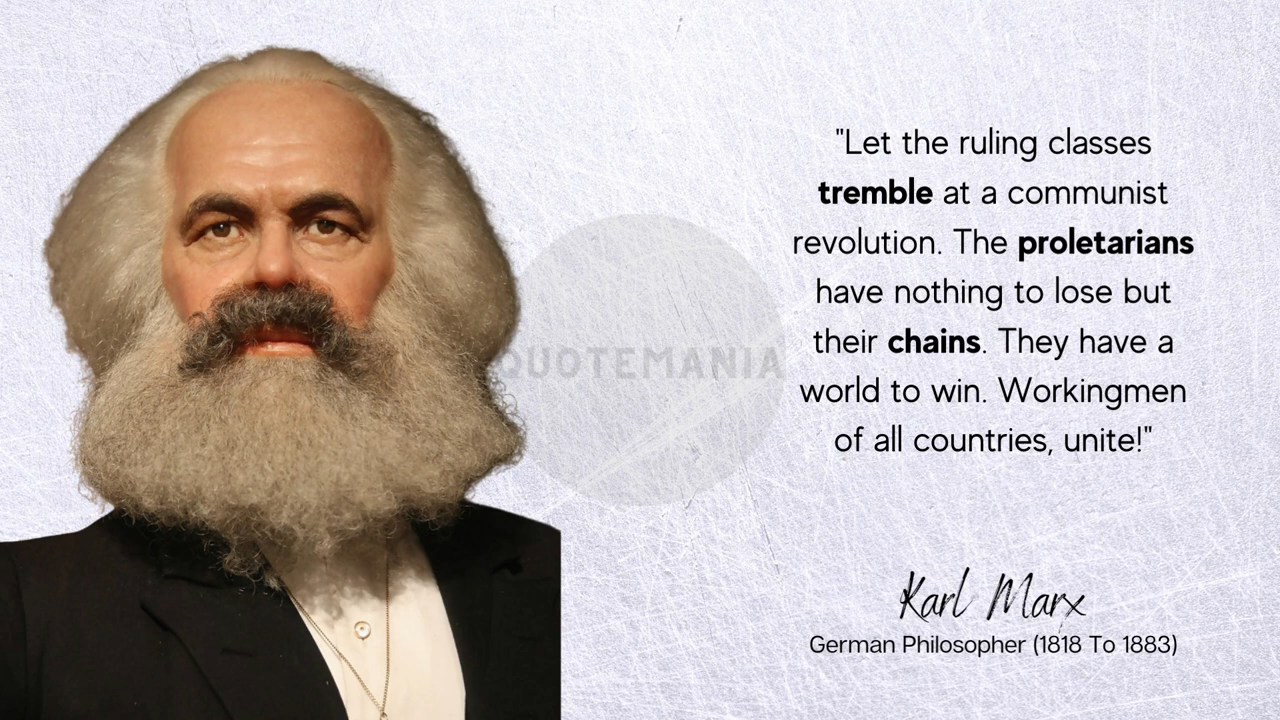 QUOTEMANIA
"Let the ruling classes
tremble at a communist
revolution. The proletarians
have nothing to lose but
their chains. They have a
world to win. Workingmen
of all countries, unite!"
Karl Marx
German Philosopher (1818 To 1883)